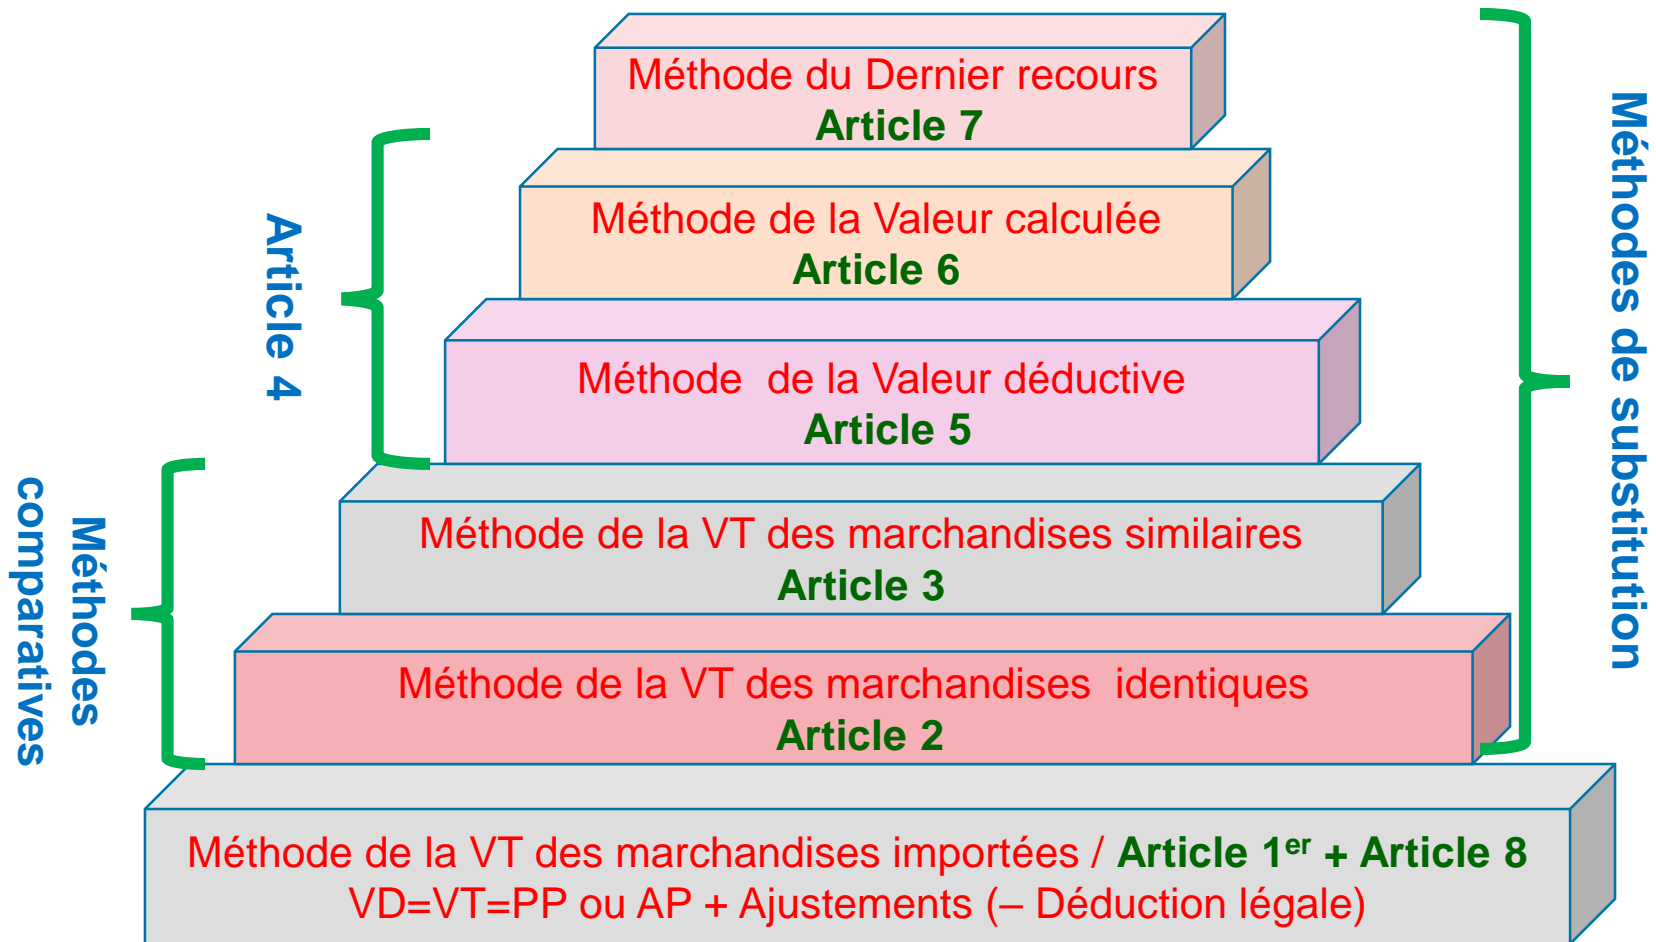 Méthode du Dernier recours
Article 7
Méthode de la Valeur calculée
Article 6
Méthode de la Valeur déductive
Article 5
Méthode de la VT des marchandises similaires
Article 3
Méthode de la VT des marchandises identiques
Article 2
Méthode de la VT des marchandises importées / Article 1er + Article 8
VD=VT=PP ou AP + Ajustements (– Déduction légale)
Article 4
Méthodes
comparatives
Méthodes de substitution